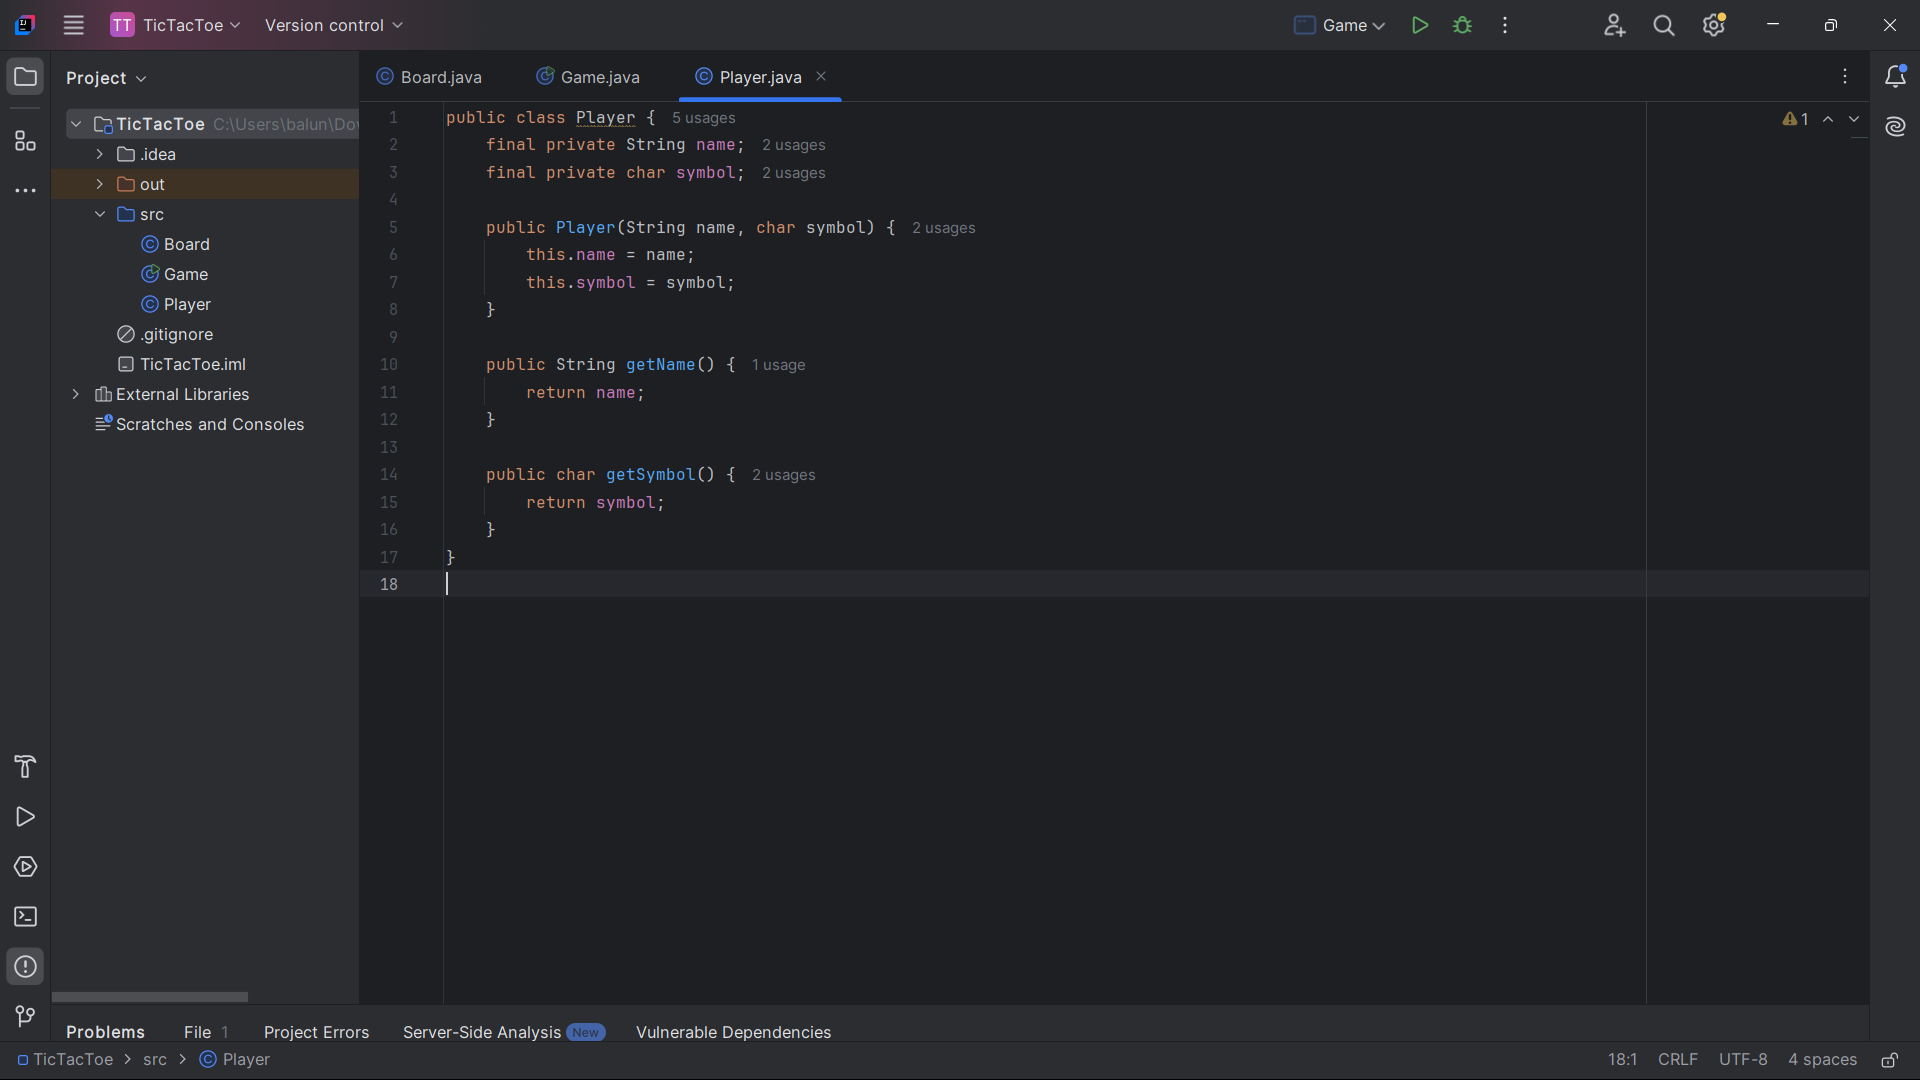 TT TicTacToe Version control Game
Project
Board.java Game.java Player.java
TicTacToe C:\Users\balun\Do
.idea
out
src
Board
Game
Player
.gitignore
TicTacToe.iml
External Libraries
Scratches and Consoles
1 public class Player { 5 usages
2 final private String name; 2 usages
3 final private char symbol; 2 usages
4
5 public Player(String name, char symbol) { 2 usages
6 this.name = name;
7 this.symbol = symbol;
8 }
9
10 public String getName() { 1 usage
11 return name;
12 }
13
14 public char getSymbol() { 2 usages
15 return symbol;
16 }
17 }
18
1
Problems File 1 Project Errors Server-Side Analysis New Vulnerable Dependencies
TicTacToe > src > Player 18:1 CRLF UTF-8 4 spaces